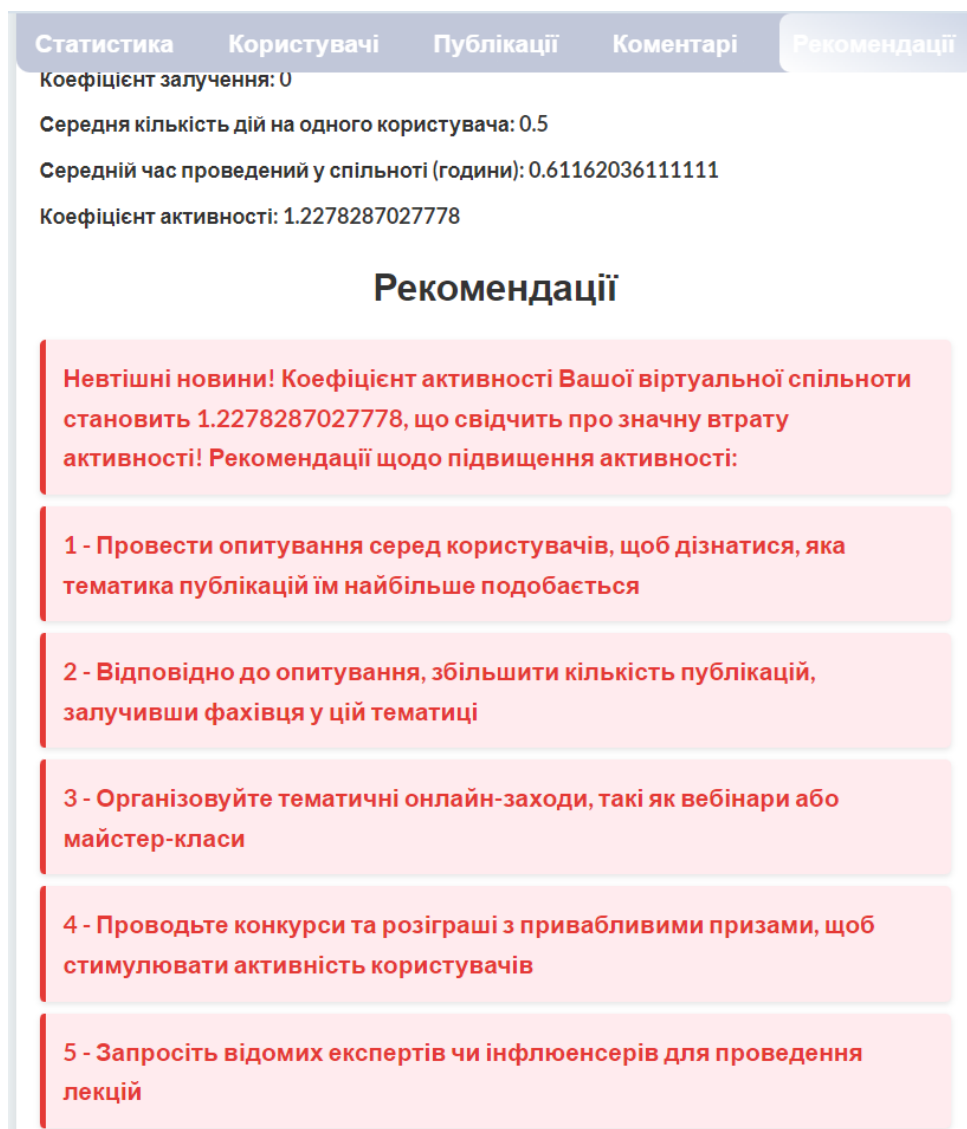 Статистика Користувачі Публікації Коментарі Рекомендації
Коефіцієнт залучення: 0
Середня кількість дій на одного користувача: 0.5
Середній час проведений у спільноті (години): 0.61162036111111
Коефіцієнт активності: 1.2278287027778
Рекомендації
Невтішні новини! Коефіцієнт активності Вашої віртуальної спільноти
становить 1.2278287027778, що свідчить про значну втрату
активності! Рекомендації щодо підвищення активності:
1 - Провести опитування серед користувачів, щоб дізнатися, яка
тематика публікацій їм найбільше подобається
2 - Відповідно до опитування, збільшити кількість публікацій,
залучивши фахівця у цій тематиці
3 - Організовуйте тематичні онлайн-заходи, такі як вебінари або
майстер-класи
4 - Проводьте конкурси та розіграші з привабливими призами, щоб
стимулювати активність користувачів
5 - Запросіть відомих експертів чи інфлюенсерів для проведення
лекцій